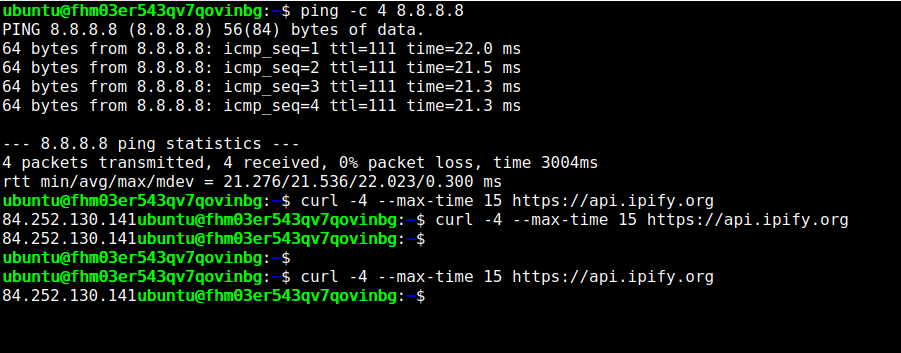 ubuntu@fhm03er543qv7qovinbg:~$ ping -c 4 8.8.8.8
PING 8.8.8.8 (8.8.8.8) 56(84) bytes of data.
64 bytes from 8.8.8.8: icmp_seq=1 ttl=111 time=22.0 ms
64 bytes from 8.8.8.8: icmp_seq=2 ttl=111 time=21.5 ms
64 bytes from 8.8.8.8: icmp_seq=3 ttl=111 time=21.3 ms
64 bytes from 8.8.8.8: icmp_seq=4 ttl=111 time=21.3 ms
--- 8.8.8.8 ping statistics ---
4 packets transmitted, 4 received, 0% packet loss, time 3004ms
rtt min/avg/max/mdev = 21.276/21.536/22.023/0.300 ms
ubuntu@fhm03er543qv7qovinbg:~$ curl -4 --max-time 15 https://api.ipify.org
84.252.130.141ubuntu@fhm03er543qv7qovinbg:~$ curl -4 --max-time 15 https://api.ipify.org
84.252.130.141ubuntu@fhm03er543qv7qovinbg:~$
ubuntu@fhm03er543qv7qovinbg:~$
ubuntu@fhm03er543qv7qovinbg:~$ curl -4 --max-time 15 https://api.ipify.org
84.252.130.141ubuntu@fhm03er543qv7qovinbg:~$